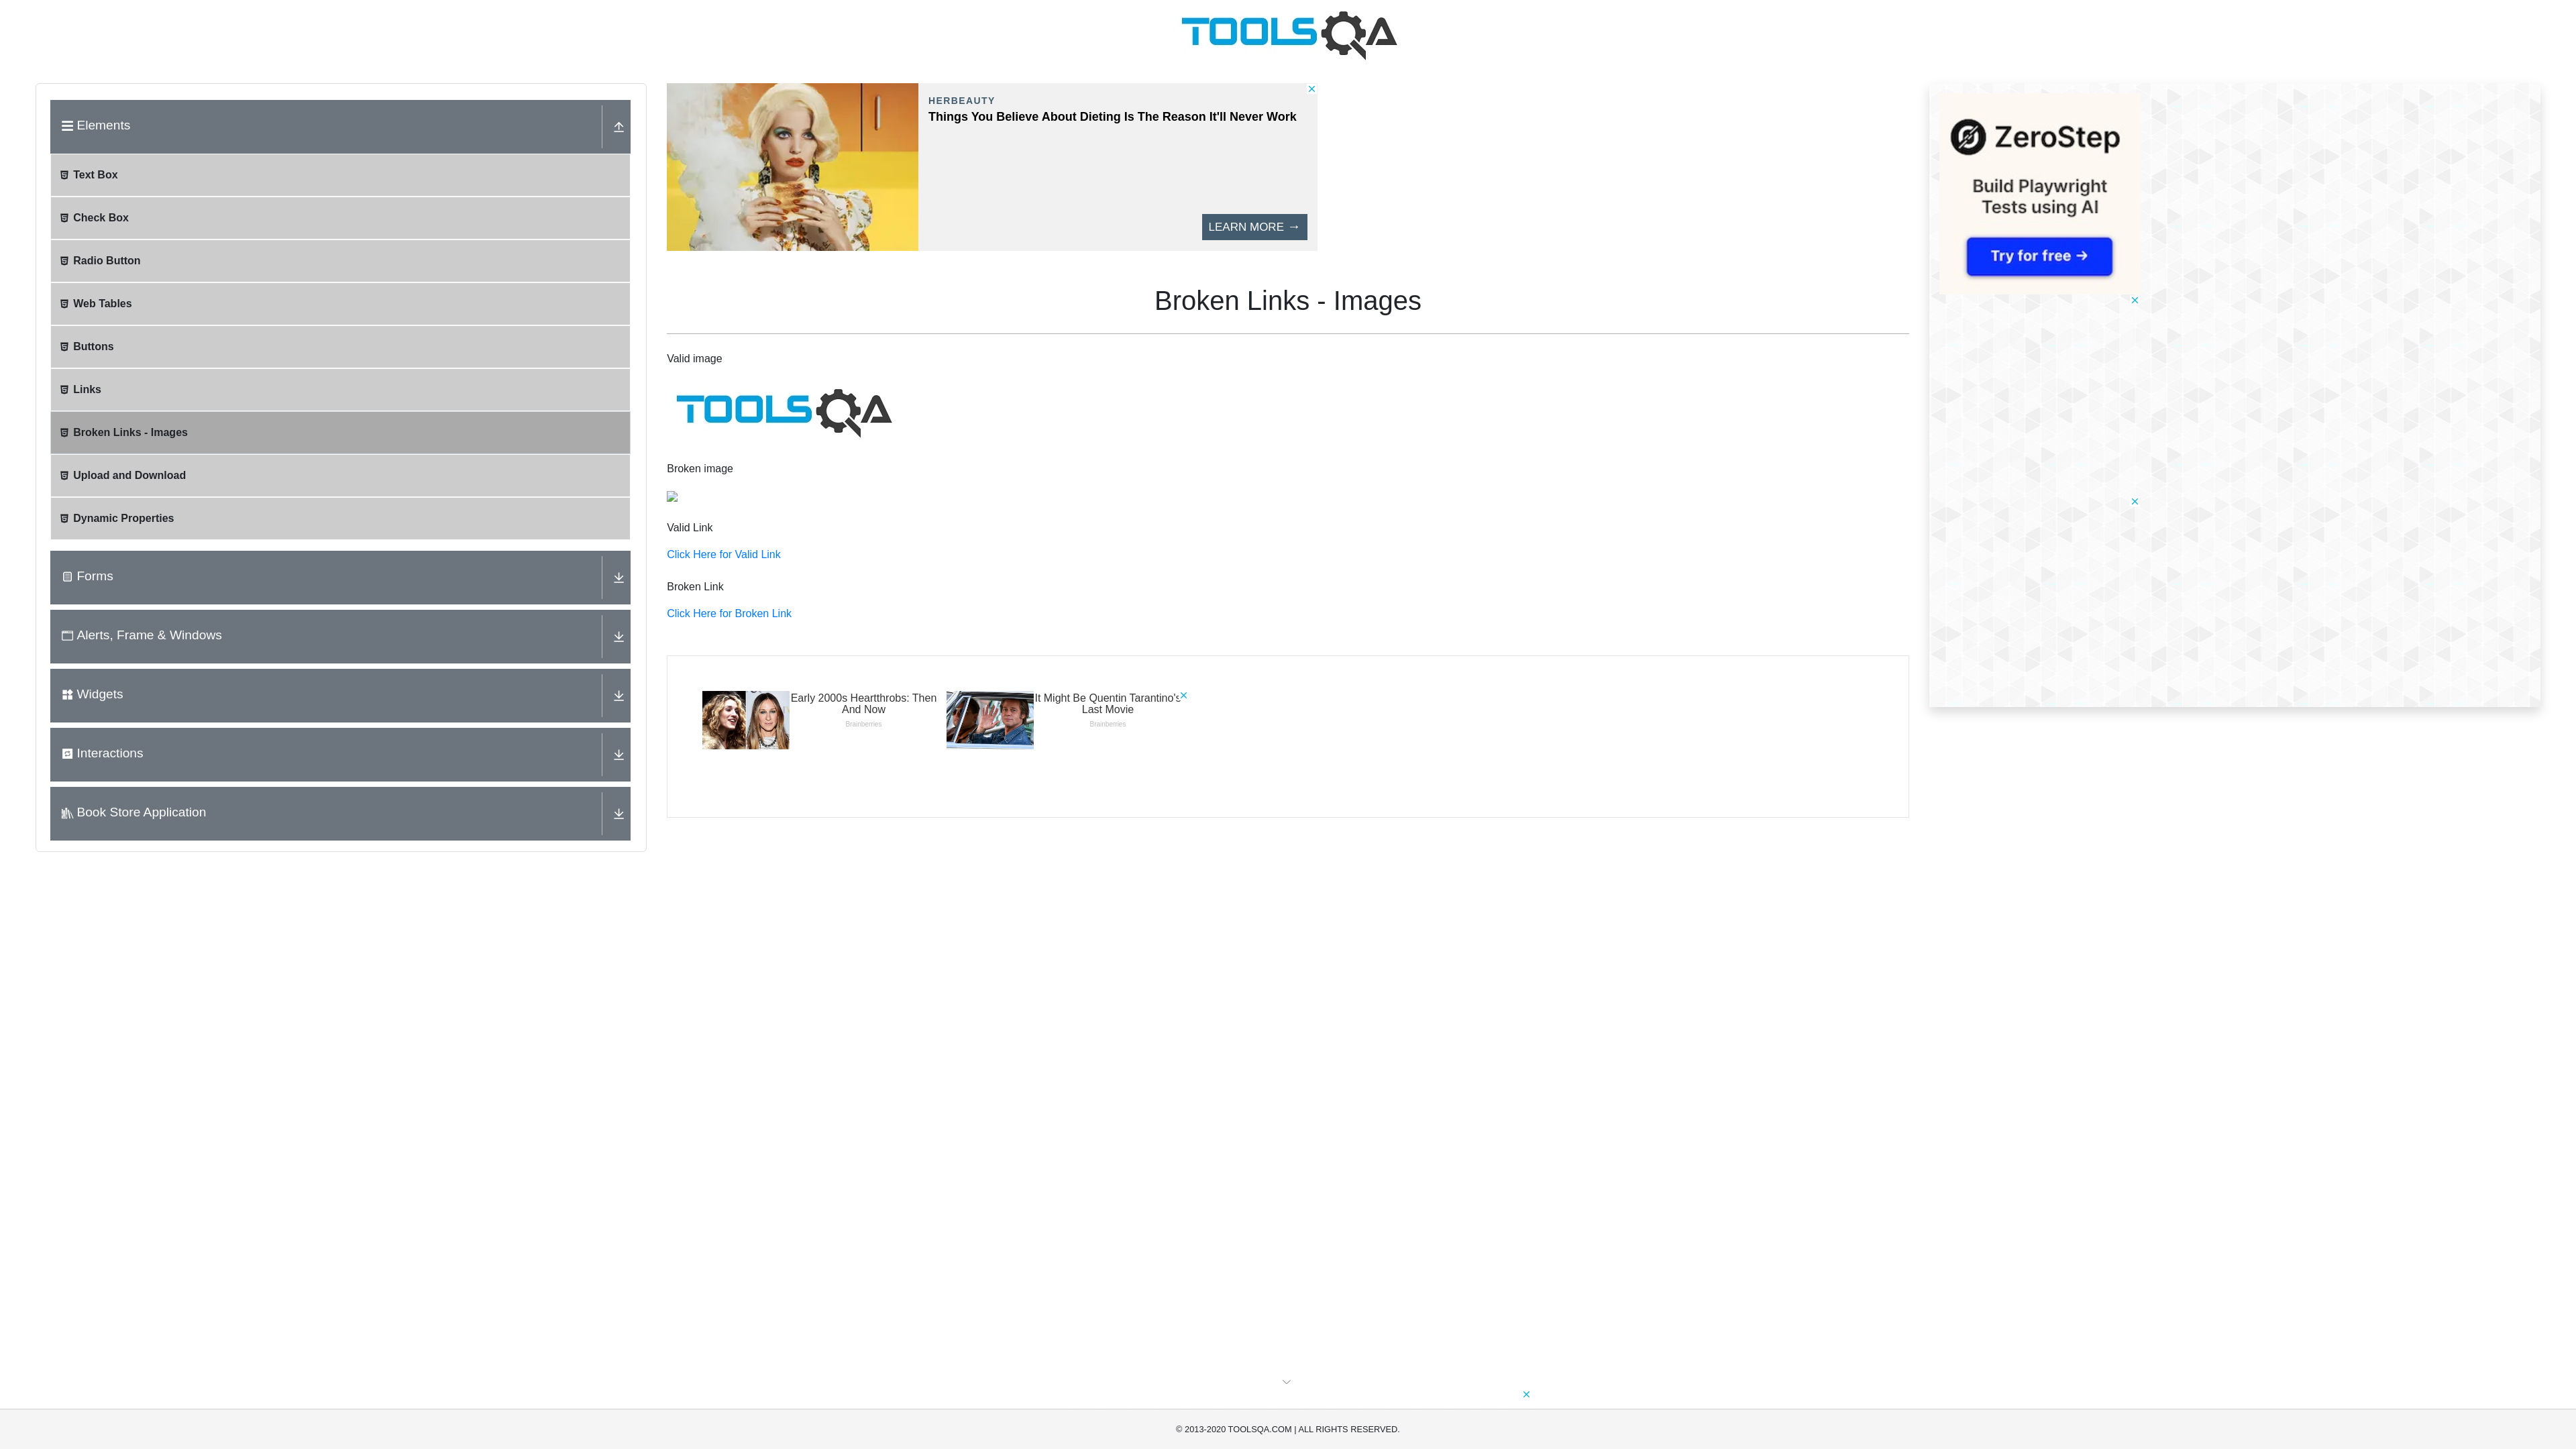 TOOLSQA
Elements
Text Box
Check Box
Radio Button
Web Tables
Buttons
Links
Broken Links - Images
Upload and Download
Dynamic Properties
Forms
Alerts, Frame & Windows
Widgets
Interactions
Book Store Application
HERBEAUTY
Things You Believe About Dieting Is The Reason It'll Never Work
LEARN MORE →
Broken Links - Images
Valid image
TOOLSQA
Broken image
Valid Link
Click Here for Valid Link
Broken Link
Click Here for Broken Link
Early 2000s Heartthrobs: Then
And Now
Brainberries
It Might Be Quentin Tarantino's
Last Movie
Brainberries
ZeroStep
Build Playwright
Tests using AI
Try for free →
© 2013-2020 TOOLSQA.COM | ALL RIGHTS RESERVED.